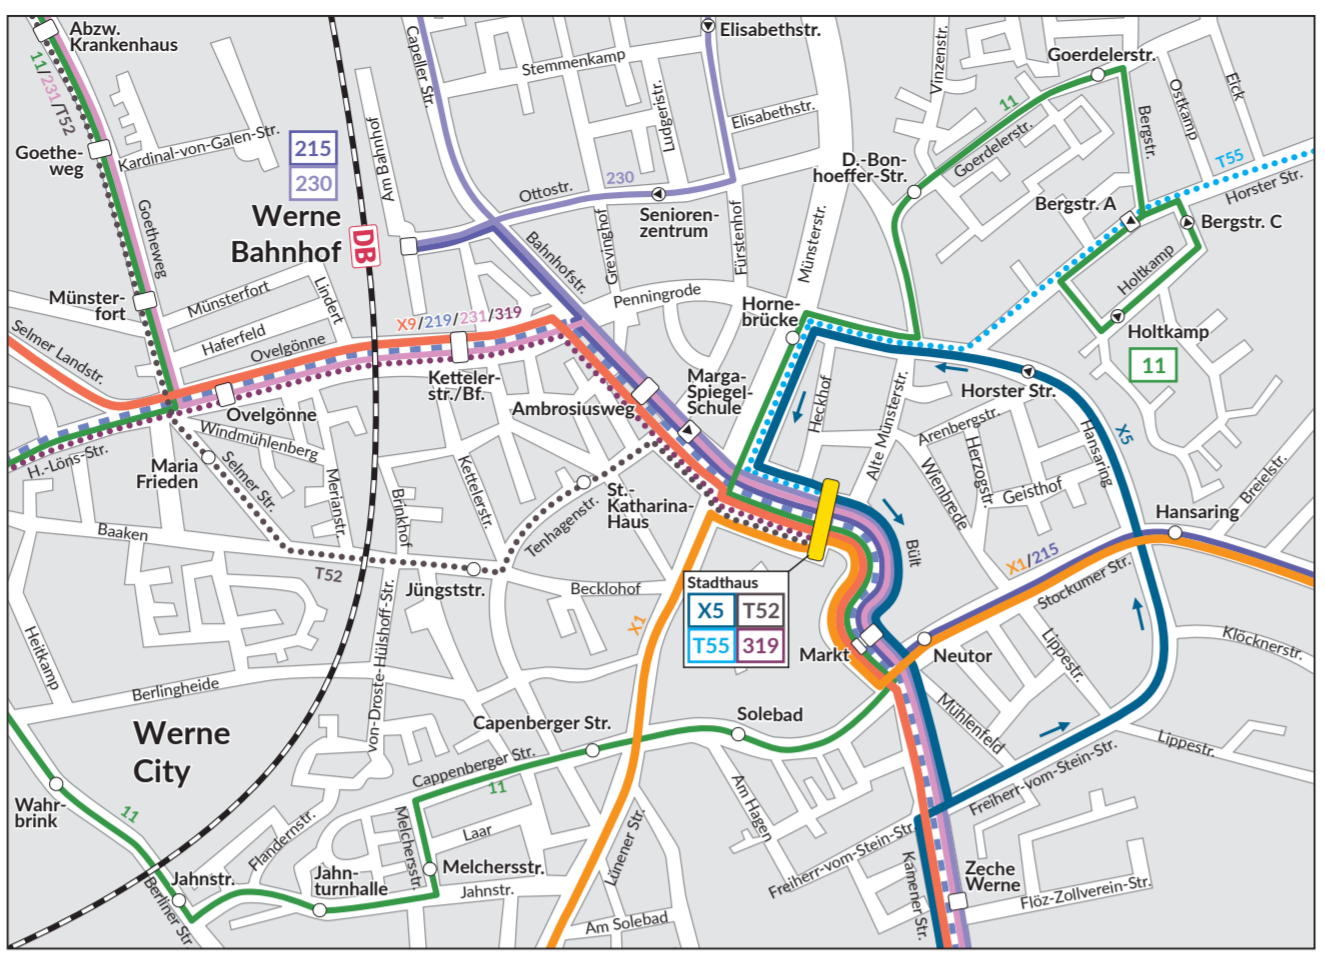 Abzw.
Krankenhaus
11/231/T52
Goethe-
weg
Kardinal-von-Galen-Str.
Goetheweg
215
230
Werne
Bahnhof
DB
Am Bahnhof
Capeller Str.
Stemmenkamp
Ludgeristr.
Elisabethstr.
Elisabethstr.
Ottostr.
230
Senioren-
zentrum
Grevinghof
Fürstenhof
Bahnhofstr.
Penningrode
Münsterstr.
Vinzenstr.
Goerdelerstr.
11
Goerdelerstr.
D.-Bon-
hoeffer-Str.
Bergstr.
Ostkamp
Eick
T55
Horster Str.
Bergstr. A
Bergstr. C
Holtkamp
Holtkamp
11
Münster-
fort
Münsterfort
Lindert
Haferfeld
Ovelgönne
Selmer Landstr.
X9/219/231/319
Ovelgönne
Ketteler-
str./Bf.
Horne-
brücke
Marga-
Spiegel-
Schule
Ambrosiusweg
Heckhof
Alte Münsterstr.
Horster Str.
Arenbergstr.
Hansaring
X5
H.-Löns-Str.
Windmühlenberg
Maria
Frieden
Selmer Str.
Merianstr.
Brinkhof
Kettelerstr.
Tenhagenstr.
St.-
Katharina-
Haus
Wienbrede
Herzogstr.
Geisthof
Breielstr.
Hansaring
Baaken
T52
Jüngststr.
Becklohof
Bült
X1/215
Stockumer Str.
Stadthaus
X5
T52
T55
319
X1
Markt
Neutor
Lippestr.
Klöcknerstr.
Heitkamp
Berlingheide
von-Droste-Hülshoff-Str.
Werne
City
Capenberger Str.
Solebad
Mühlenfeld
Lippestr.
Cappenberger Str.
11
Wahr-
brink
11
Flandernstr.
Melchersstr.
Laar
Am Hagen
Freiherr-vom-Stein-Str.
Freiherr-vom-Stein-Str.
Jahnstr.
Jahn-
turnhalle
Melchersstr.
Jahnstr.
Lünener Str.
Kamener Str.
Zeche
Werne
Flöz-Zollverein-Str.
Berliner Str
Am Solebad